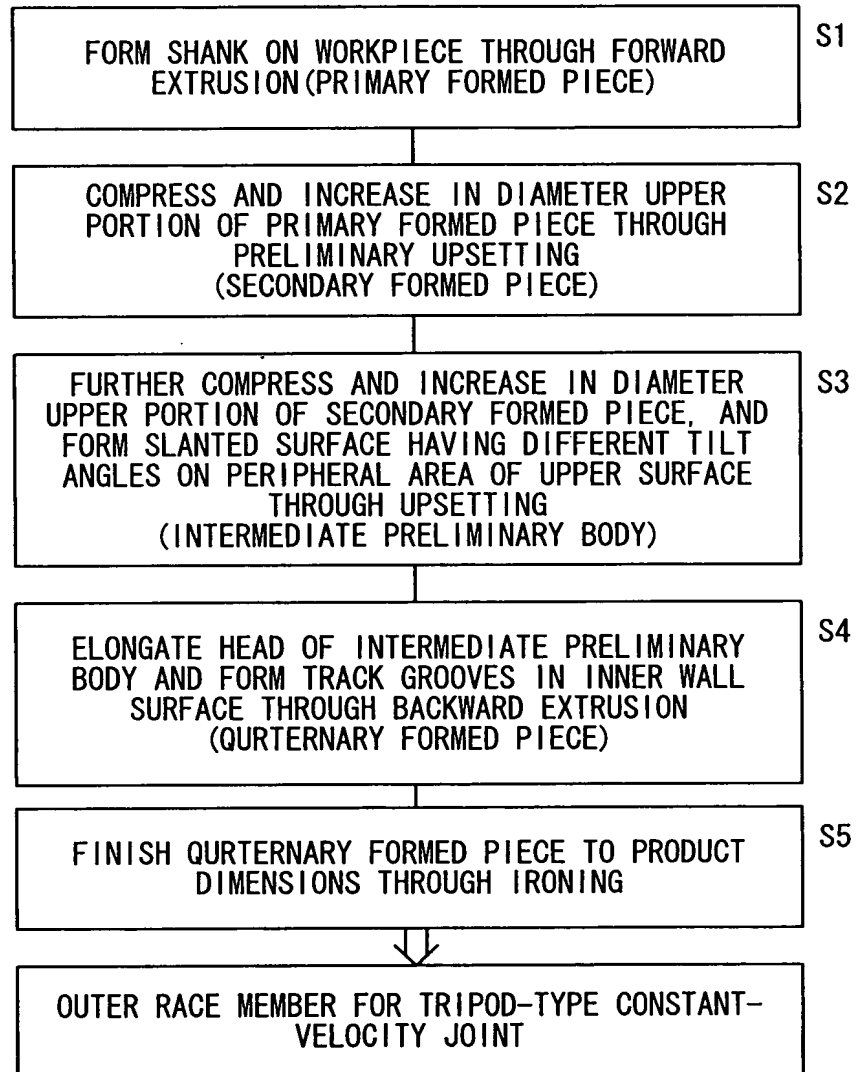 S1
FORM SHANK ON WORKPIECE THROUGH FORWARD
EXTRUSION(PRIMARY FORMED PIECE)
S2
COMPRESS AND INCREASE IN DIAMETER UPPER
PORTION OF PRIMARY FORMED PIECE THROUGH
PRELIMINARY UPSETTING
(SECONDARY FORMED PIECE)
S3
FURTHER COMPRESS AND INCREASE IN DIAMETER
UPPER PORTION OF SECONDARY FORMED PIECE, AND
FORM SLANTED SURFACE HAVING DIFFERENT TILT
ANGLES ON PERIPHERAL AREA OF UPPER SURFACE
THROUGH UPSETTING
(INTERMEDIATE PRELIMINARY BODY)
S4
ELONGATE HEAD OF INTERMEDIATE PRELIMINARY
BODY AND FORM TRACK GROOVES IN INNER WALL
SURFACE THROUGH BACKWARD EXTRUSION
(QURTERNARY FORMED PIECE)
S5
FINISH QURTERNARY FORMED PIECE TO PRODUCT
DIMENSIONS THROUGH IRONING
OUTER RACE MEMBER FOR TRIPOD-TYPE CONSTANT-
VELOCITY JOINT